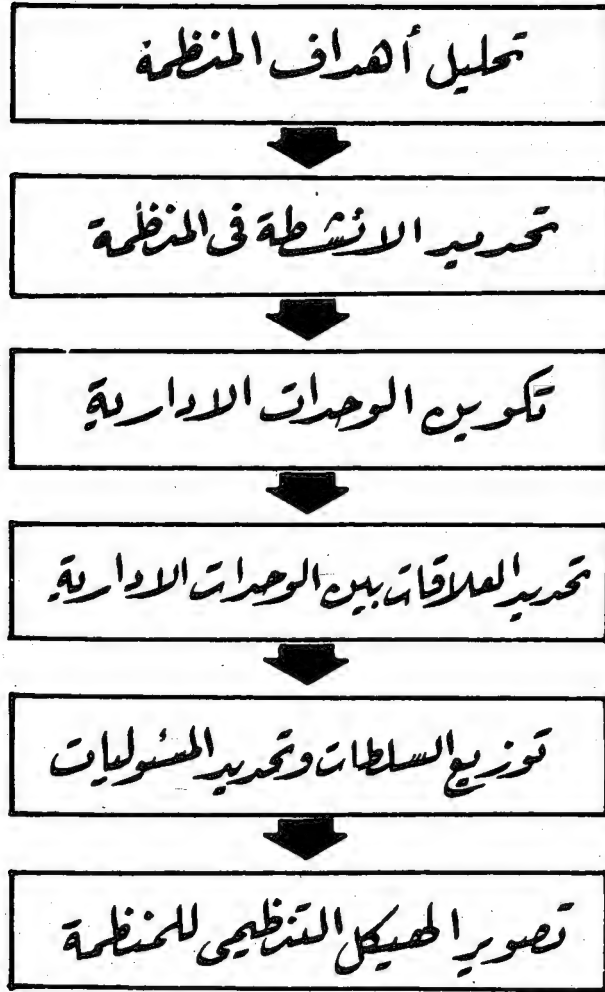 تحليل أهداف المنظمة
تحديد الانشطة فى المنظمة
تكوين الوحدات الادارية
تحديد العلاقات بين الوحدات الادارية
توزيع السلطات وتحديد المسئوليات
تصوير الهيكل التنظيمى للمنظمة